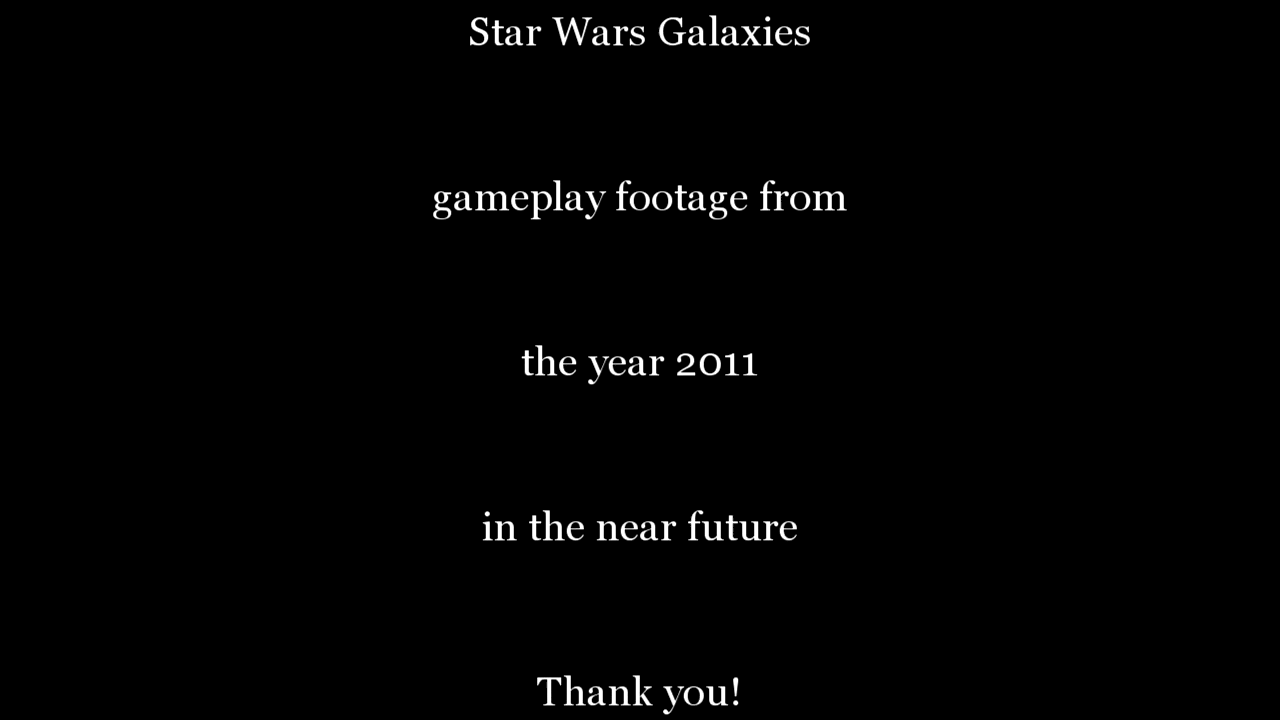 Star Wars Galaxies
gameplay footage from
the year 2011
in the near future
Thank you!